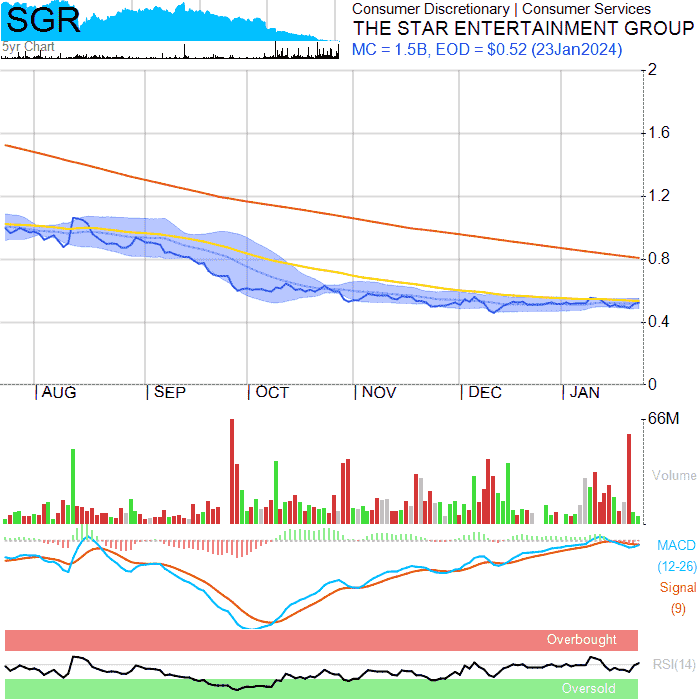 SGR
5yr Chart
Consumer Discretionary | Consumer Services
THE STAR ENTERTAINMENT GROUP
MC = 1.5B, EOD = $0.52 (23Jan2024)
2
1.6
1.2
0.8
0.4
0
AUG SEP OCT NOV DEC JAN
66M
Volume
MACD
(12-26)
Signal
(9)
Overbought
RSI(14)
Oversold